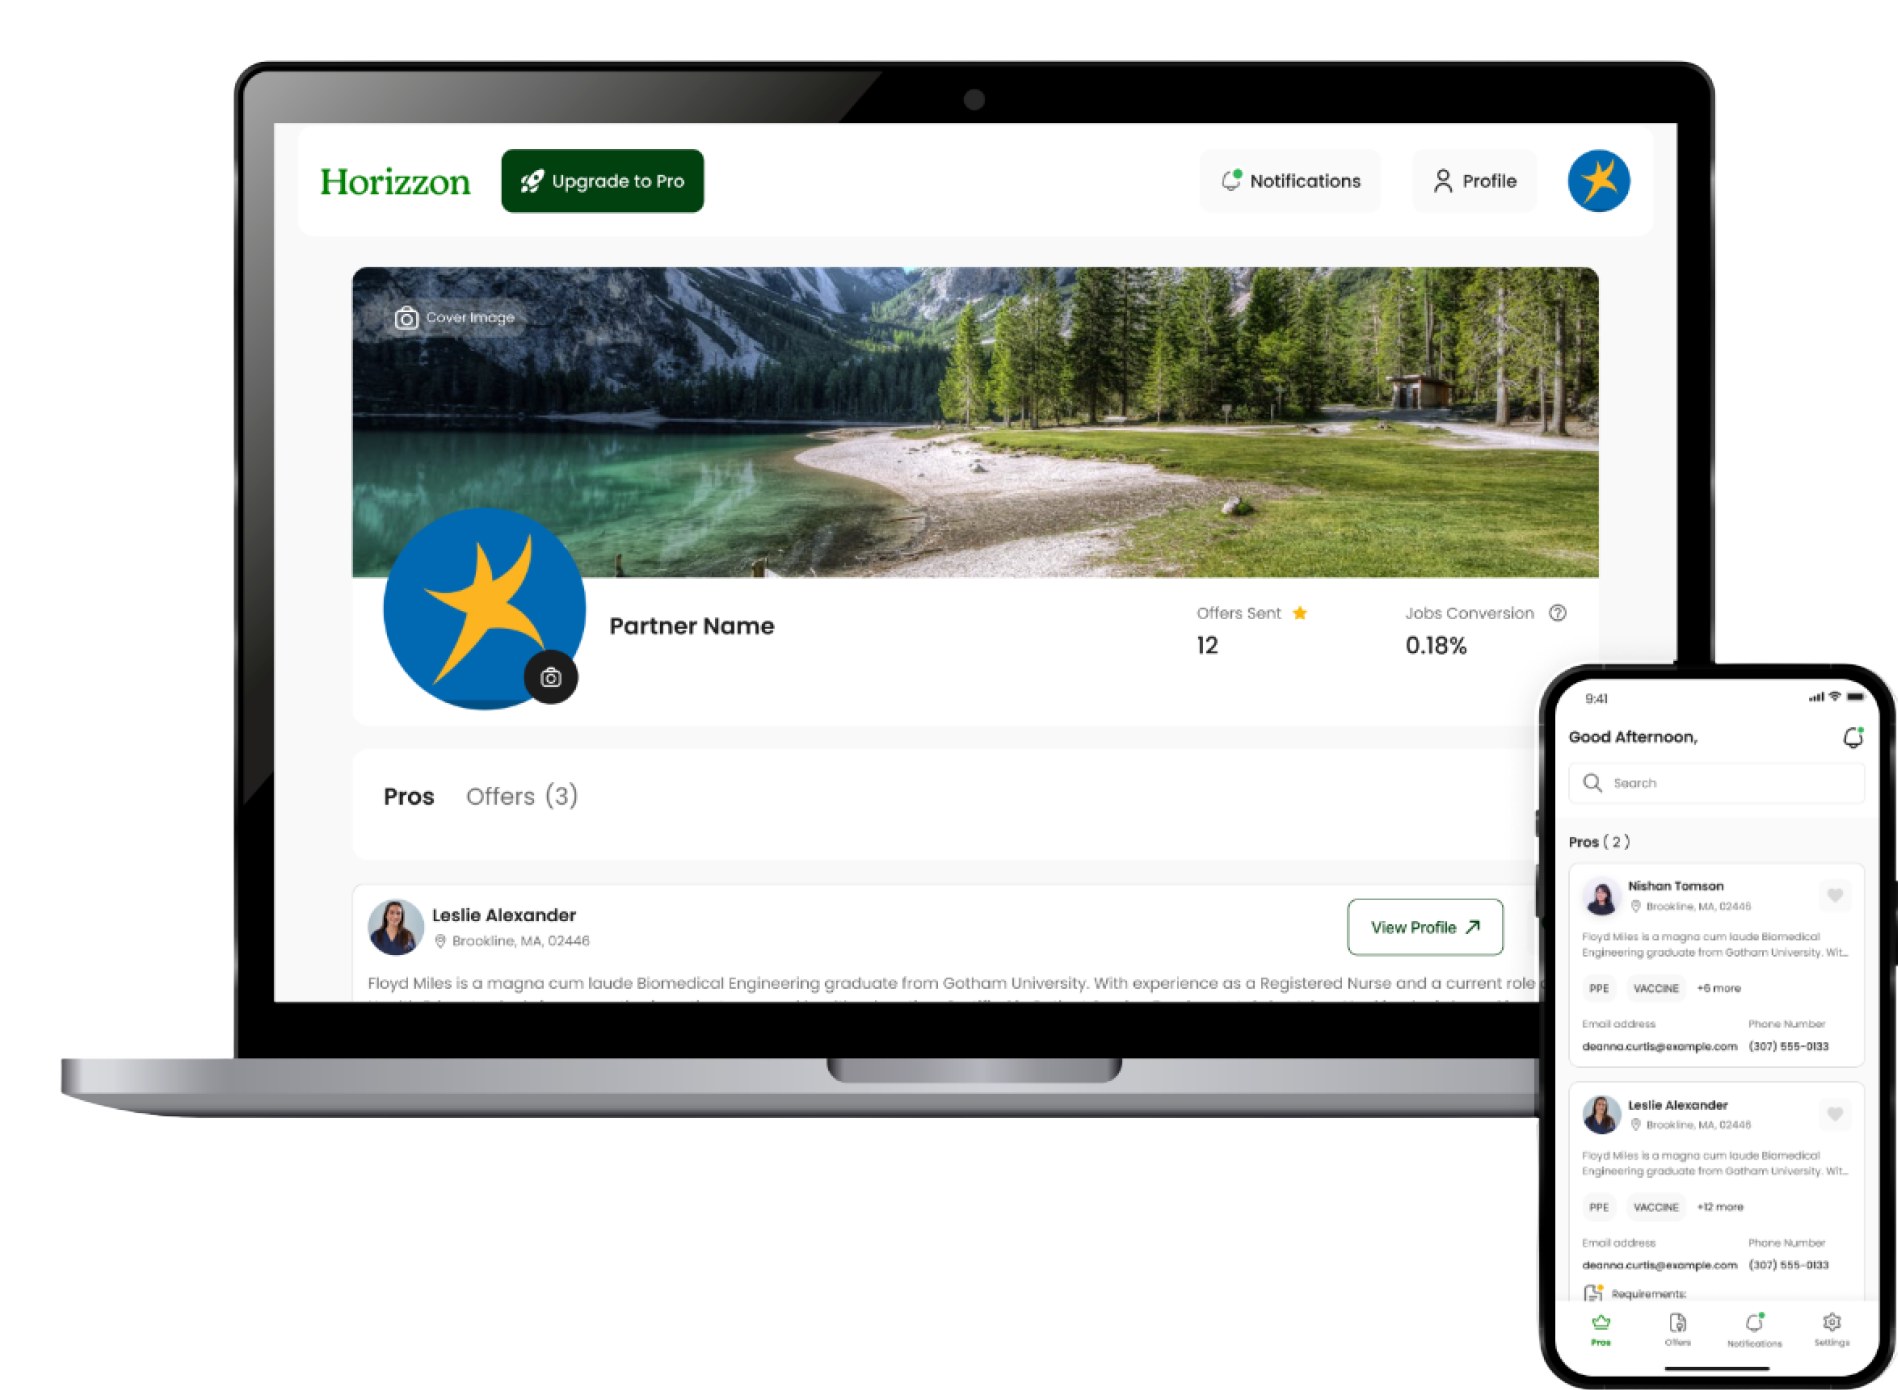 Horizzon
Upgrade to Pro
Notifications
Profile
Cover Image
Partner Name
Offers Sent
12
Jobs Conversion
0.18%
Pros
Offers (3)
Leslie Alexander
Brookline, MA, 02446
View Profile
Floyd Miles is a magna cum laude Biomedical Engineering graduate from Gotham University. With experience as a Registered Nurse and a current role
9:41
Good Afternoon,
Search
Pros ( 2 )
Nishan Tomson
Brookline, MA, 02446
Floyd Miles is a magna cum laude Biomedical
Engineering graduate from Gotham University. Wit...
PPE VACCINE +6 more
Email address Phone Number
deanna.curtis@example.com (307) 555-0133
Leslie Alexander
Brookline, MA, 02446
Floyd Miles is a magna cum laude Biomedical
Engineering graduate from Gotham University. Wit...
PPE VACCINE +12 more
Email address Phone Number
deanna.curtis@example.com (307) 555-0133
Requirements:
Pros Offers Notifications Settings